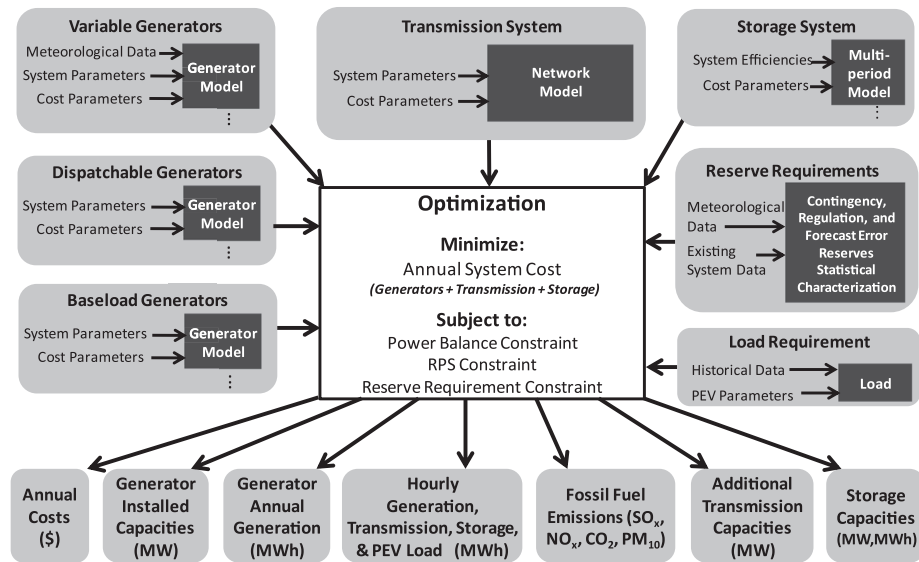 Variable Generators
Meteorological Data
System Parameters
Cost Parameters
Generator
Model
⋮
Transmission System
System Parameters
Cost Parameters
Network
Model
Storage System
System Efficiencies
Cost Parameters
Multi-
period
Model
⋮
Dispatchable Generators
System Parameters
Cost Parameters
Generator
Model
⋮
Baseload Generators
System Parameters
Cost Parameters
Generator
Model
⋮
Optimization
Minimize:
Annual System Cost
(Generators + Transmission + Storage)
Subject to:
Power Balance Constraint
RPS Constraint
Reserve Requirement Constraint
Reserve Requirements
Meteorological
Data
Existing
System Data
Contingency,
Regulation, and
Forecast Error
Reserves
Statistical
Characterization
Load Requirement
Historical Data
PEV Parameters
Load
Annual
Costs
($)
Generator
Installed
Capacities
(MW)
Generator
Annual
Generation
(MWh)
Hourly
Generation,
Transmission, Storage,
& PEV Load (MWh)
Fossil Fuel
Emissions (SOₓ,
NOₓ, CO₂, PM₁₀)
Additional
Transmission
Capacities
(MW)
Storage
Capacities
(MW,MWh)